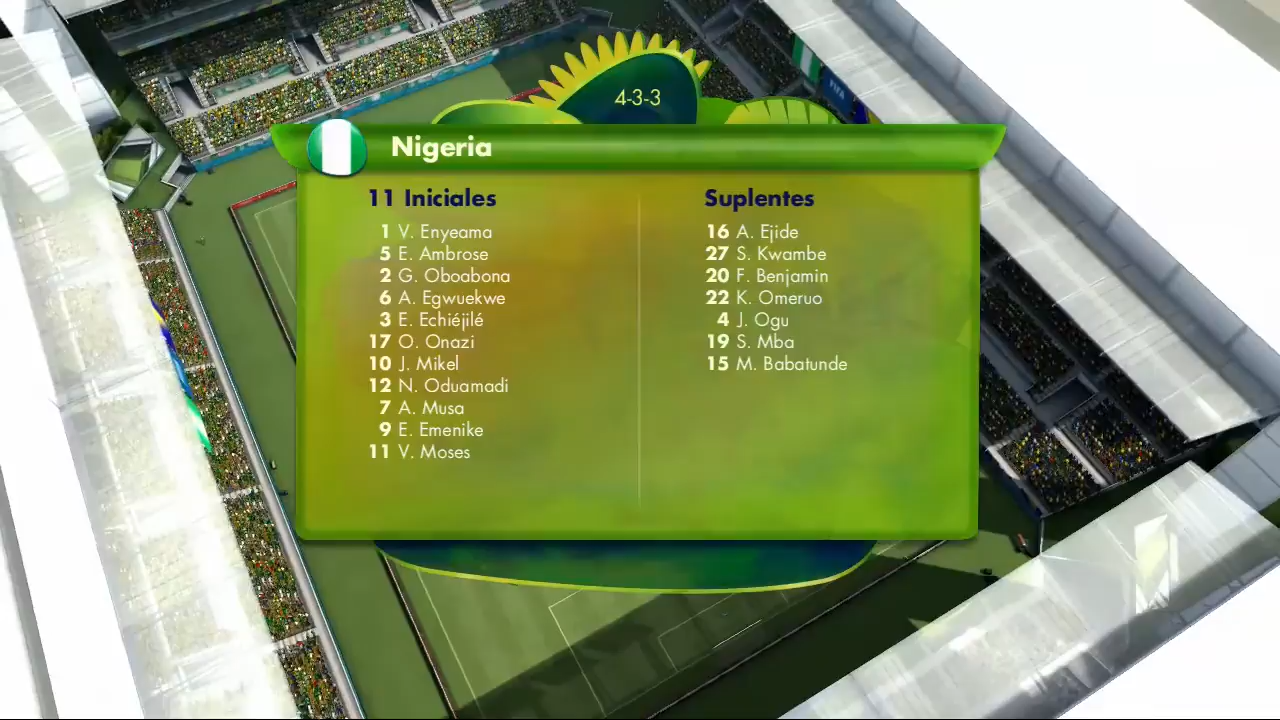 4-3-3
Nigeria
11 Iniciales
1 V. Enyeama
5 E. Ambrose
2 G. Oboabona
6 A. Egwuekwe
3 E. Echiéjilé
17 O. Onazi
10 J. Mikel
12 N. Oduamadi
7 A. Musa
9 E. Emenike
11 V. Moses
Suplentes
16 A. Ejide
27 S. Kwambe
20 F. Benjamin
22 K. Omeruo
4 J. Ogu
19 S. Mba
15 M. Babatunde
FIFA